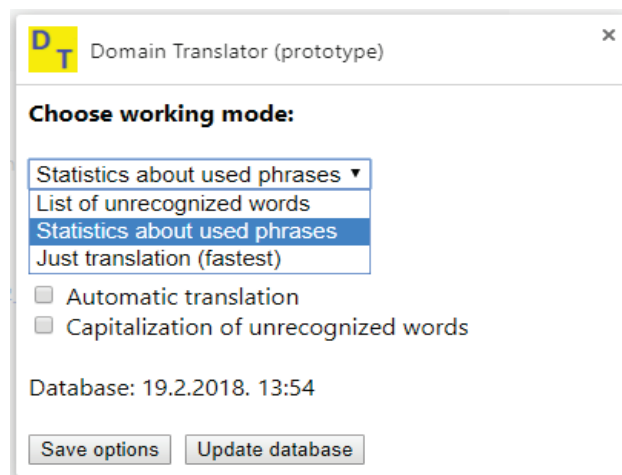 D T Domain Translator (prototype) ×
Choose working mode:
Statistics about used phrases ▼
List of unrecognized words
Statistics about used phrases
Just translation (fastest)
Automatic translation
Capitalization of unrecognized words
Database: 19.2.2018. 13:54
Save options Update database